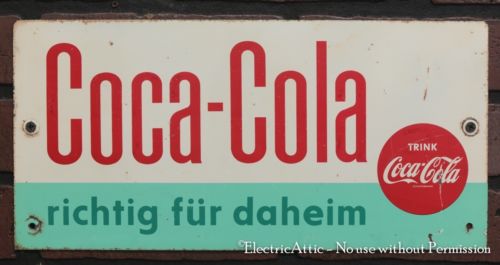 Coca-Cola
TRINK
Coca-Cola
richtig für daheim
©ElectricAttic - No use without Permission